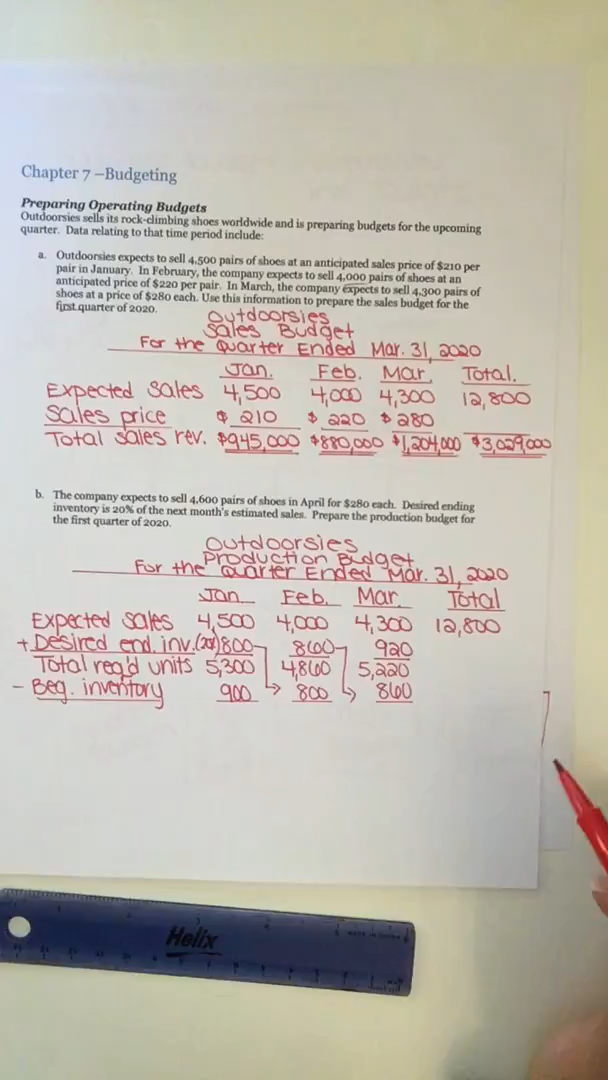 Chapter 7 –Budgeting
Preparing Operating Budgets
Outdoorsies sells its rock-climbing shoes worldwide and is preparing budgets for the upcoming
quarter. Data relating to that time period include:
a. Outdoorsies expects to sell 4,500 pairs of shoes at an anticipated sales price of $210 per
pair in January. In February, the company expects to sell 4,000 pairs of shoes at an
anticipated price of $220 per pair. In March, the company expects to sell 4,300 pairs of
shoes at a price of $280 each. Use this information to prepare the sales budget for the
first quarter of 2020.
Outdoorsies
Sales Budget
For the Quarter Ended Mar. 31, 2020
Jan. Feb. Mar. Total.
Expected Sales 4,500 4,000 4,300 12,800
Sales price $ 210 $ 220 $ 280
Total sales rev. $945,000 $880,000 $1,204,000 $3,029,000
b. The company expects to sell 4,600 pairs of shoes in April for $280 each. Desired ending
inventory is 20% of the next month's estimated sales. Prepare the production budget for
the first quarter of 2020.
Outdoorsies
Production Budget
For the Quarter Ended Mar. 31, 2020
Jan. Feb. Mar. Total
Expected Sales 4,500 4,000 4,300 12,800
+ Desired end. inv. 800 860 920
Total req'd units 5,300 4,860 5,220
- Beg. inventory 900 800 860
Helix